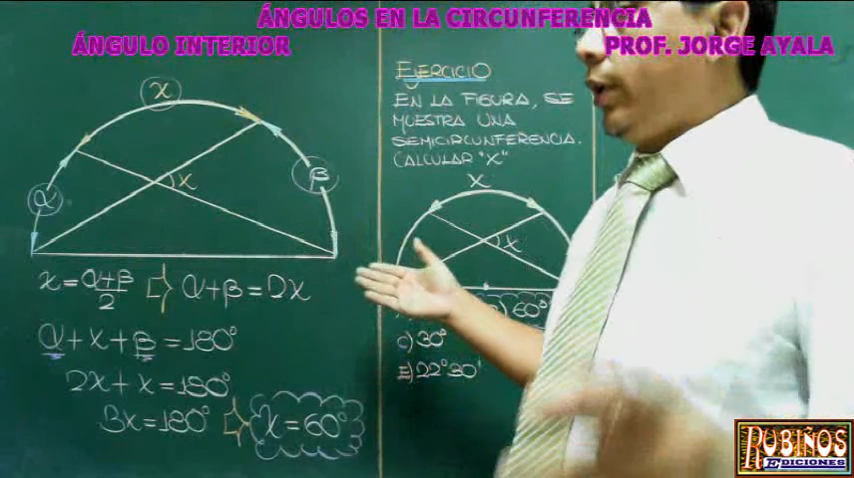 ÁNGULOS EN LA CIRCUNFERENCIA
ÁNGULO INTERIOR
PROF. JORGE AYALA
x
α
β
x
x = α+β/2 ⇨ α+β = 2x
α + x + β = 180°
2x + x = 180°
3x = 180° ⇨ x = 60°
EJERCICIO
EN LA FIGURA, SE
MUESTRA UNA
SEMICIRCUNFERENCIA.
CALCULAR "X"
x
x
60°
C) 30°
E) 22°30'
RUBIÑOS
EDICIONES